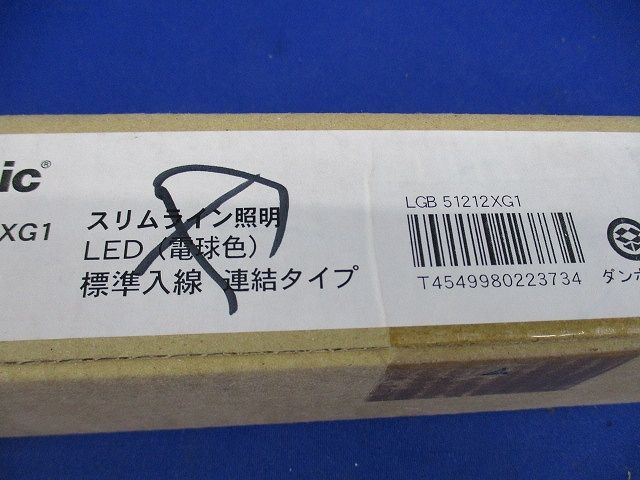 ic®
XG1
スリムライン照明
LED（電球色）
標準入線 連結タイプ
LGB 51212XG1
T4549980223734
ダンボ